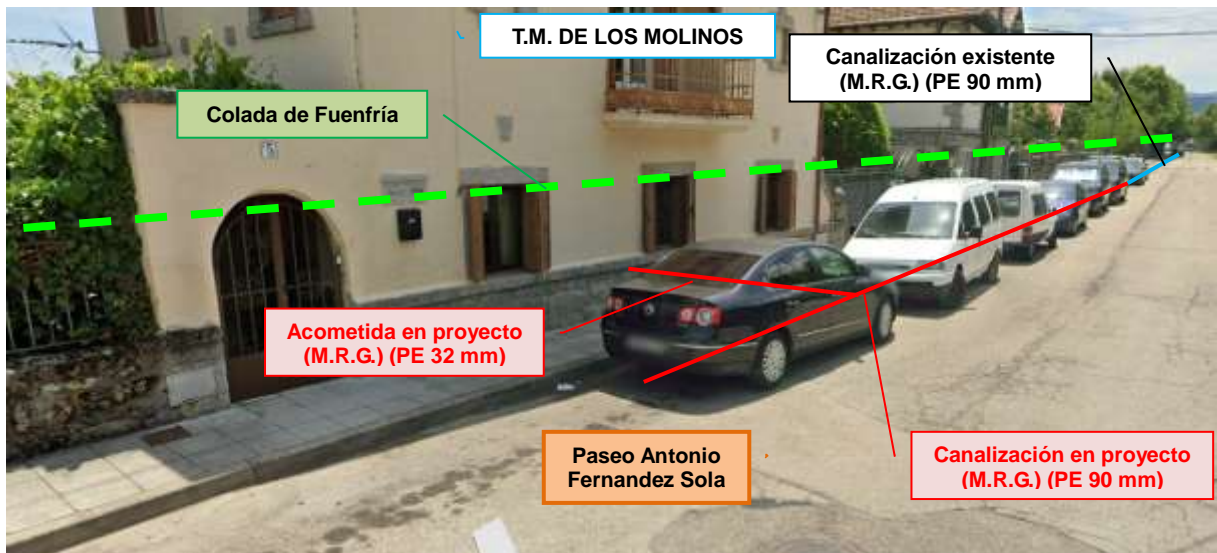 T.M. DE LOS MOLINOS
Canalización existente
(M.R.G.) (PE 90 mm)
Colada de Fuenfría
Acometida en proyecto
(M.R.G.) (PE 32 mm)
Paseo Antonio
Fernandez Sola
Canalización en proyecto
(M.R.G.) (PE 90 mm)